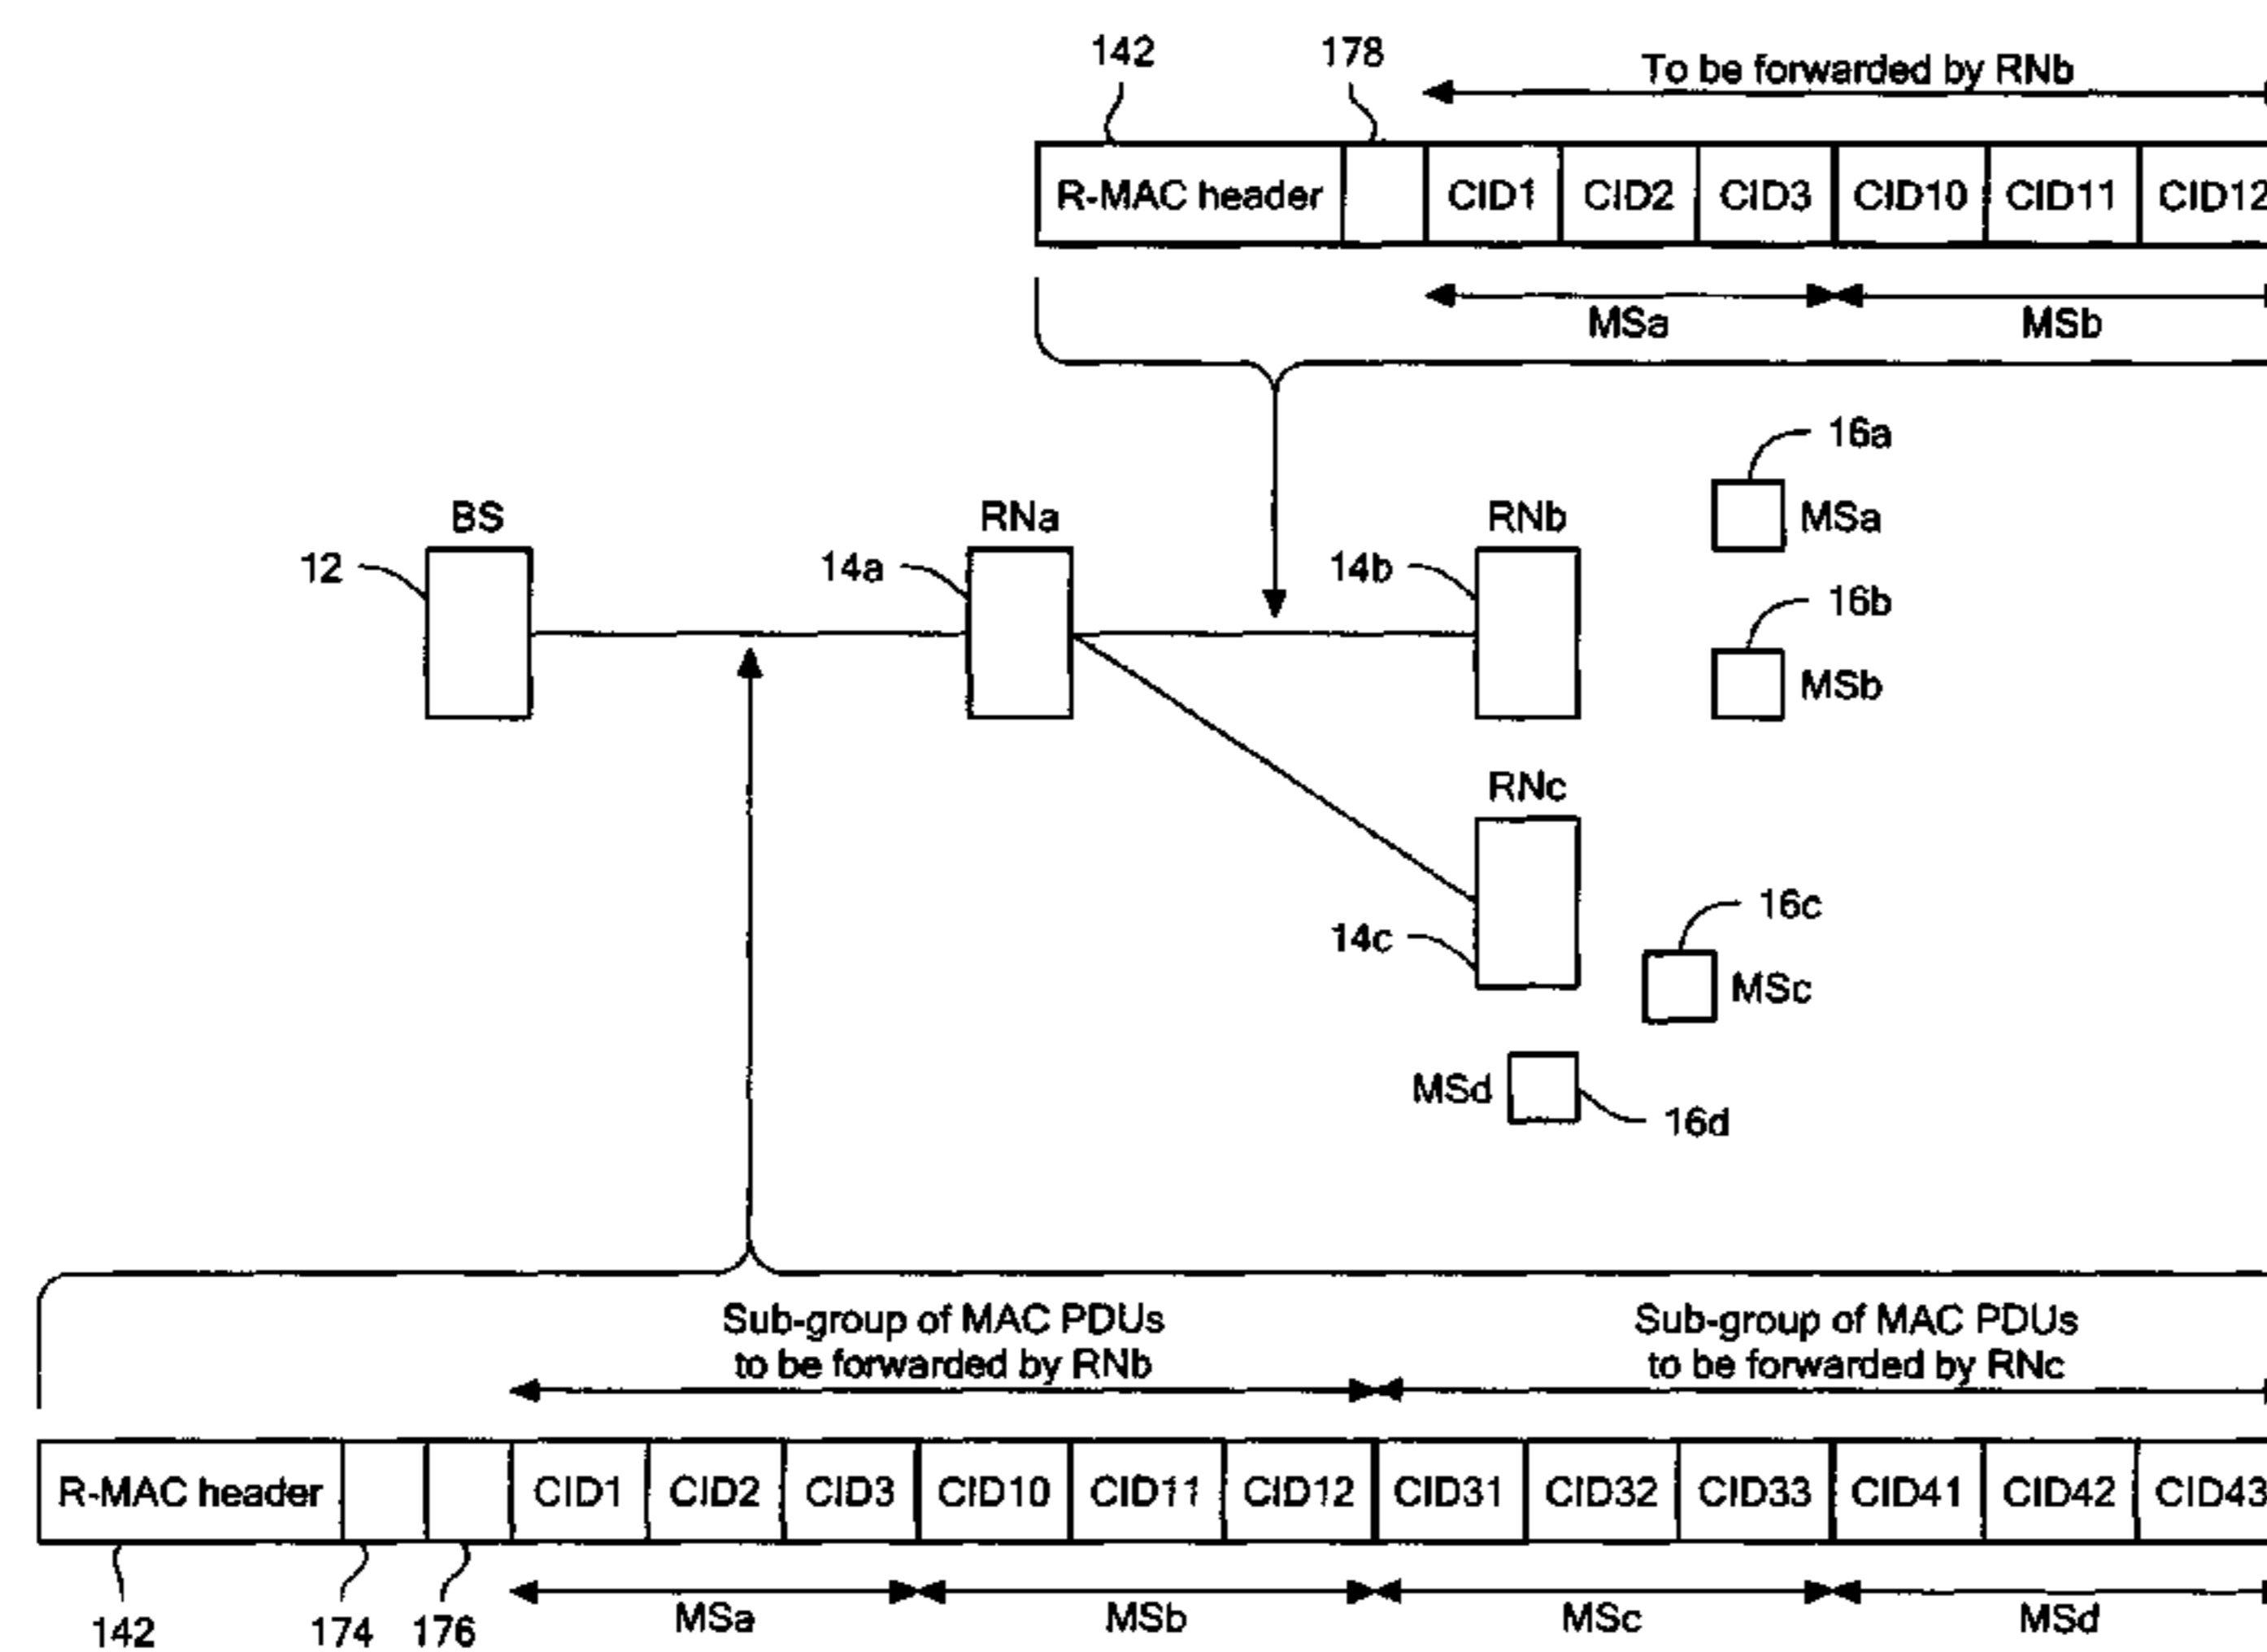 142
178
To be forwarded by RNb
R-MAC header
CID1
CID2
CID3
CID10
CID11
CID12
MSa
MSb
16a
BS
RNa
RNb
MSa
12
14a
14b
16b
MSb
RNc
16c
14c
MSc
MSd
16d
Sub-group of MAC PDUs
to be forwarded by RNb
Sub-group of MAC PDUs
to be forwarded by RNc
R-MAC header
CID1
CID2
CID3
CID10
CID11
CID12
CID31
CID32
CID33
CID41
CID42
CID43
142
174
176
MSa
MSb
MSc
MSd